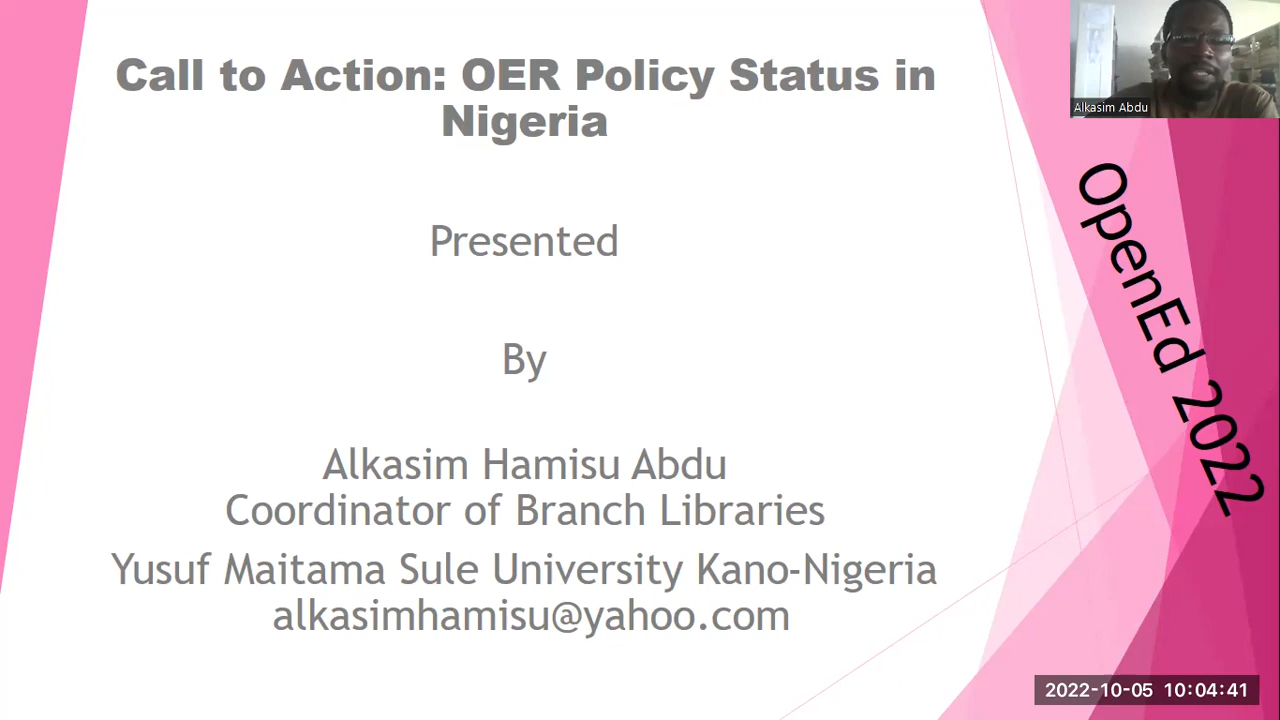 Call to Action: OER Policy Status in
Nigeria
Presented
By
Alkasim Hamisu Abdu
Coordinator of Branch Libraries
Yusuf Maitama Sule University Kano-Nigeria
alkasimhamisu@yahoo.com
Alkasim Abdu
OpenEd 2022
2022-10-05 10:04:41